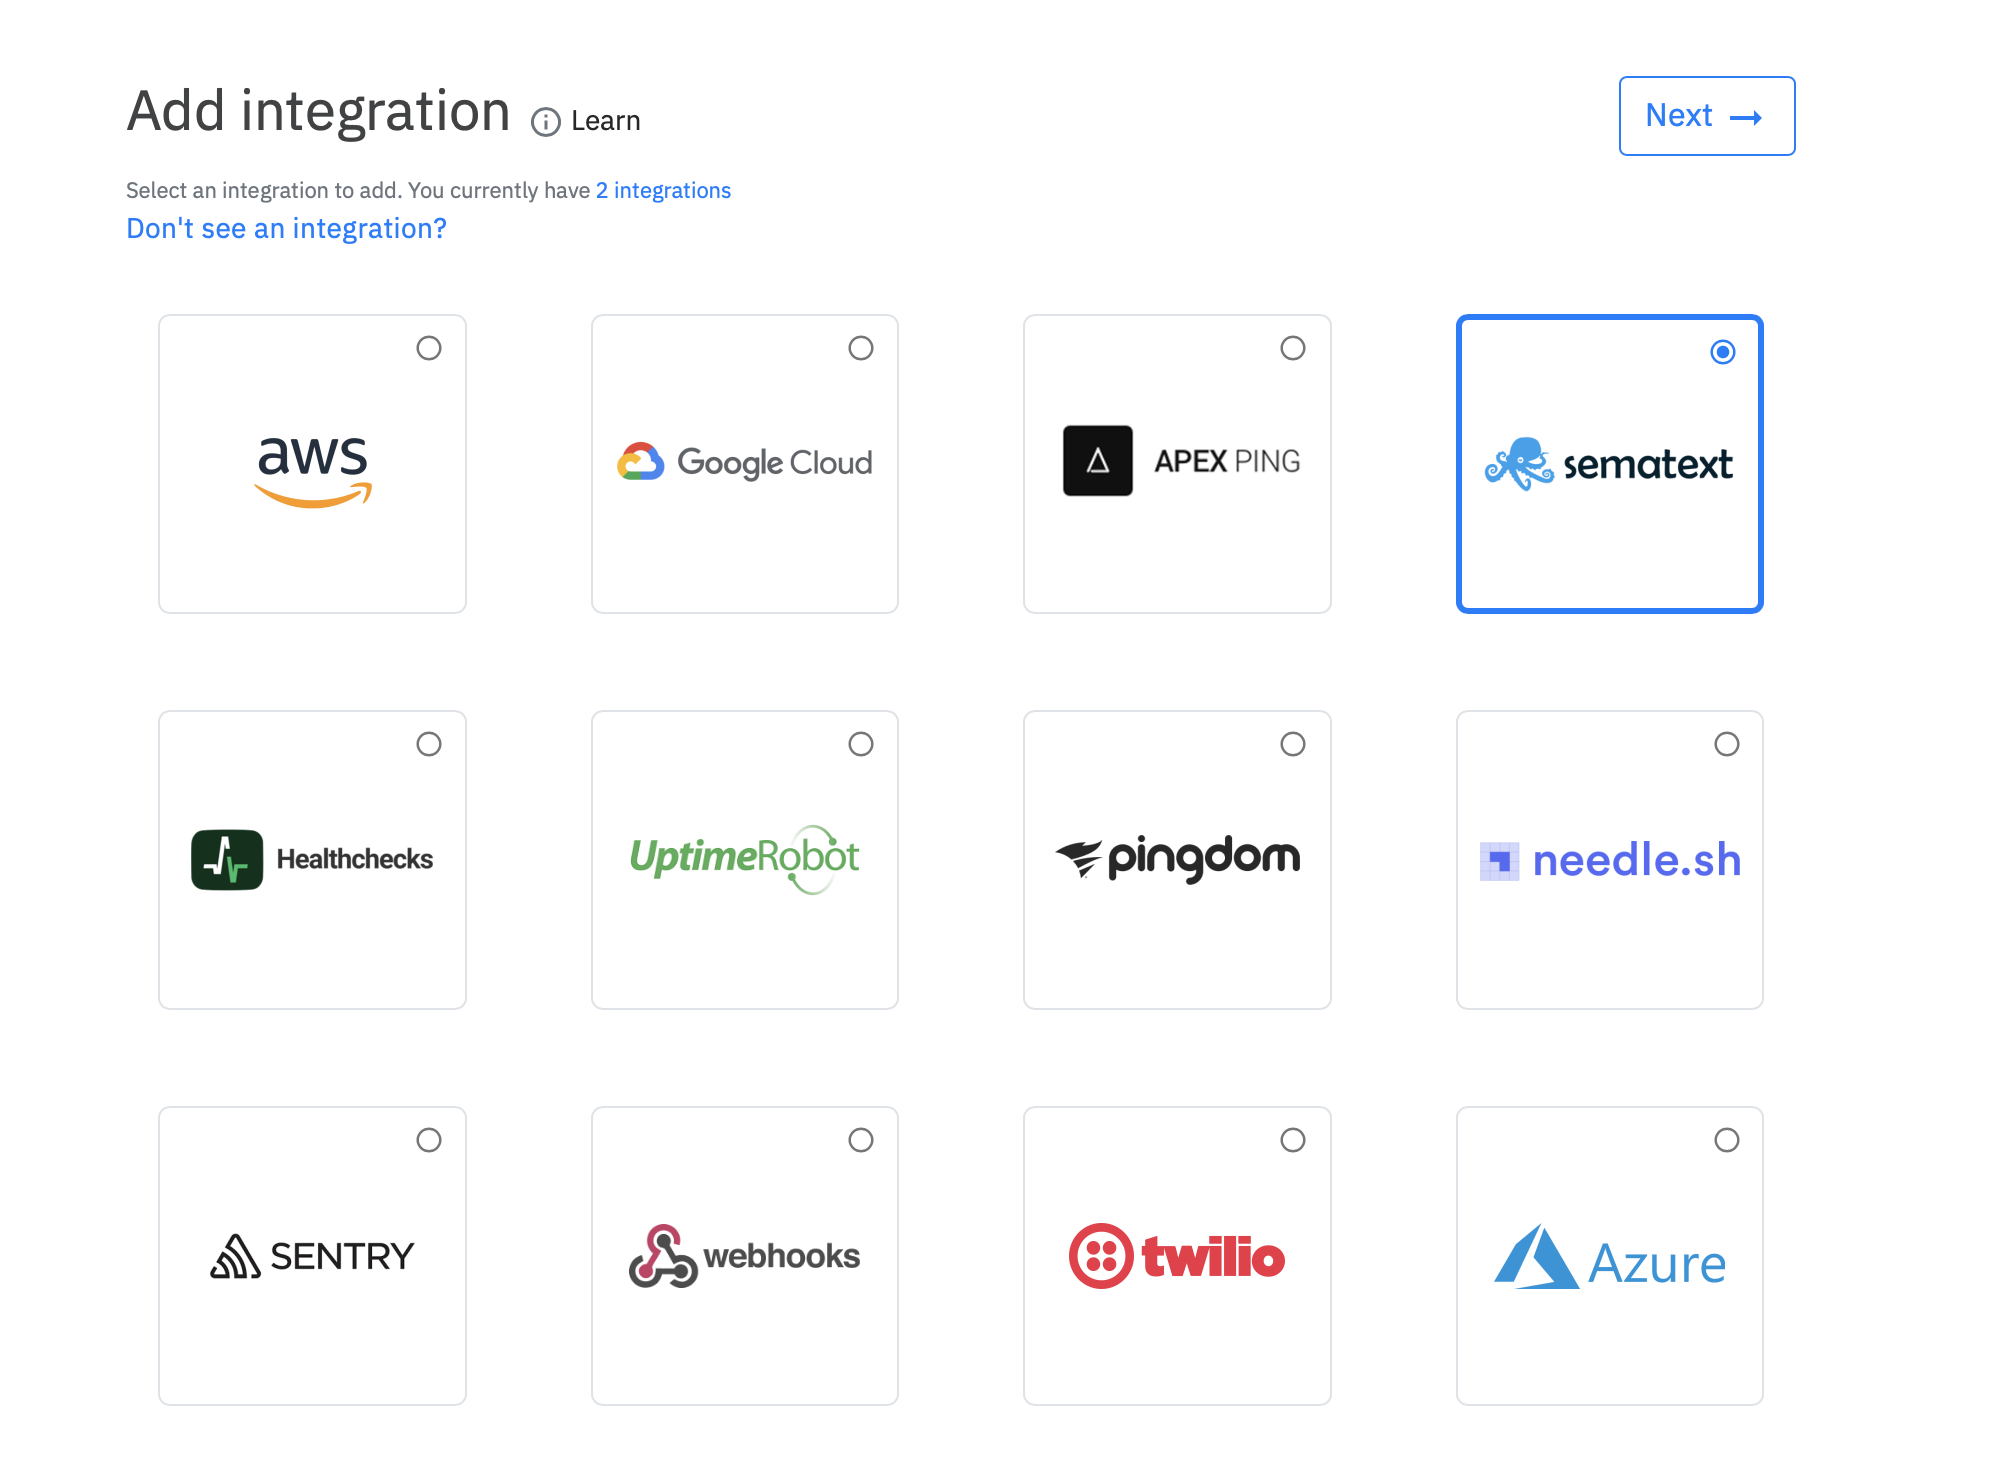 Add integration
Learn
Next
Select an integration to add. You currently have 2 integrations
Don't see an integration?
aws
Google Cloud
APEX PING
sematext
Healthchecks
UptimeRobot
pingdom
needle.sh
SENTRY
webhooks
twilio
Azure